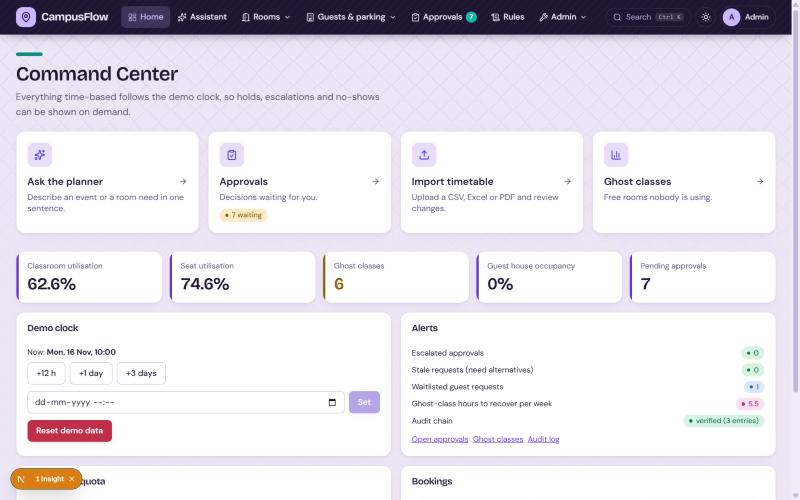 CampusFlow
Home
Assistant
Rooms
Guests & parking
Approvals 7
Rules
Admin
Search Ctrl K
A Admin
Command Center
Everything time-based follows the demo clock, so holds, escalations and no-shows
can be shown on demand.
Ask the planner
Describe an event or a room need in one
sentence.
Approvals
Decisions waiting for you.
7 waiting
Import timetable
Upload a CSV, Excel or PDF and review
changes.
Ghost classes
Free rooms nobody is using.
Classroom utilisation
62.6%
Seat utilisation
74.6%
Ghost classes
6
Guest house occupancy
0%
Pending approvals
7
Demo clock
Now: Mon, 16 Nov, 10:00
+12 h
+1 day
+3 days
dd-mm-yyyy --:--
Set
Reset demo data
Alerts
Escalated approvals 0
Stale requests (need alternatives) 0
Waitlisted guest requests 1
Ghost-class hours to recover per week 5.5
Audit chain verified (3 entries)
Open approvals Ghost classes Audit log
N 1 Insight
quota
Bookings